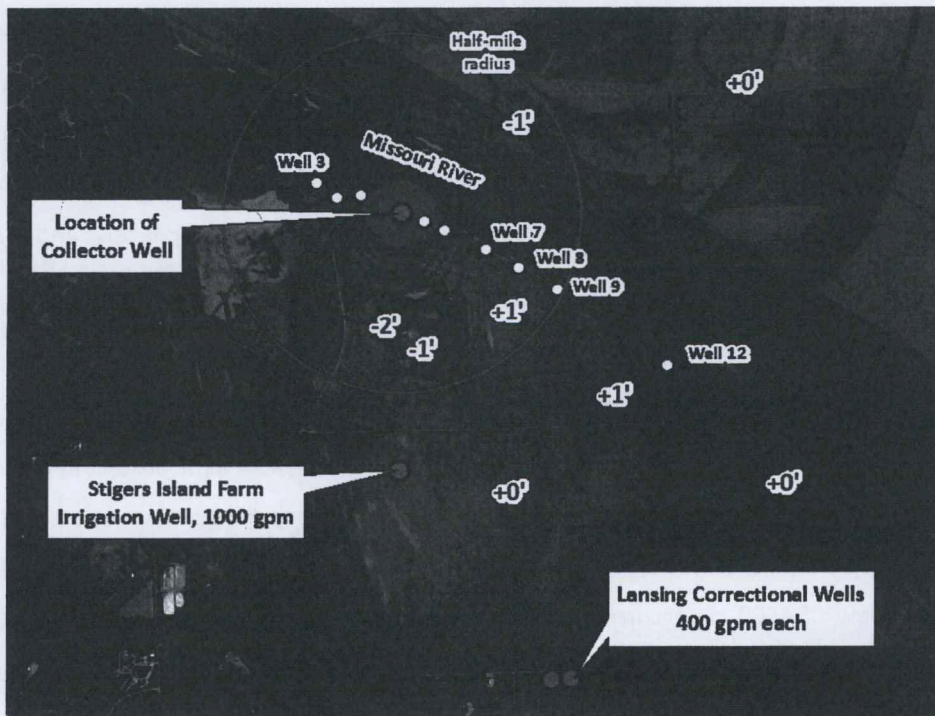 Half-mile
radius
+0'
-1'
Missouri River
Well 3
Location of
Collector Well
Well 7
Well 8
Well 9
+1'
-2'
-1'
Well 12
+1'
Stigers Island Farm
Irrigation Well, 1000 gpm
+0'
+0'
Lansing Correctional Wells
400 gpm each